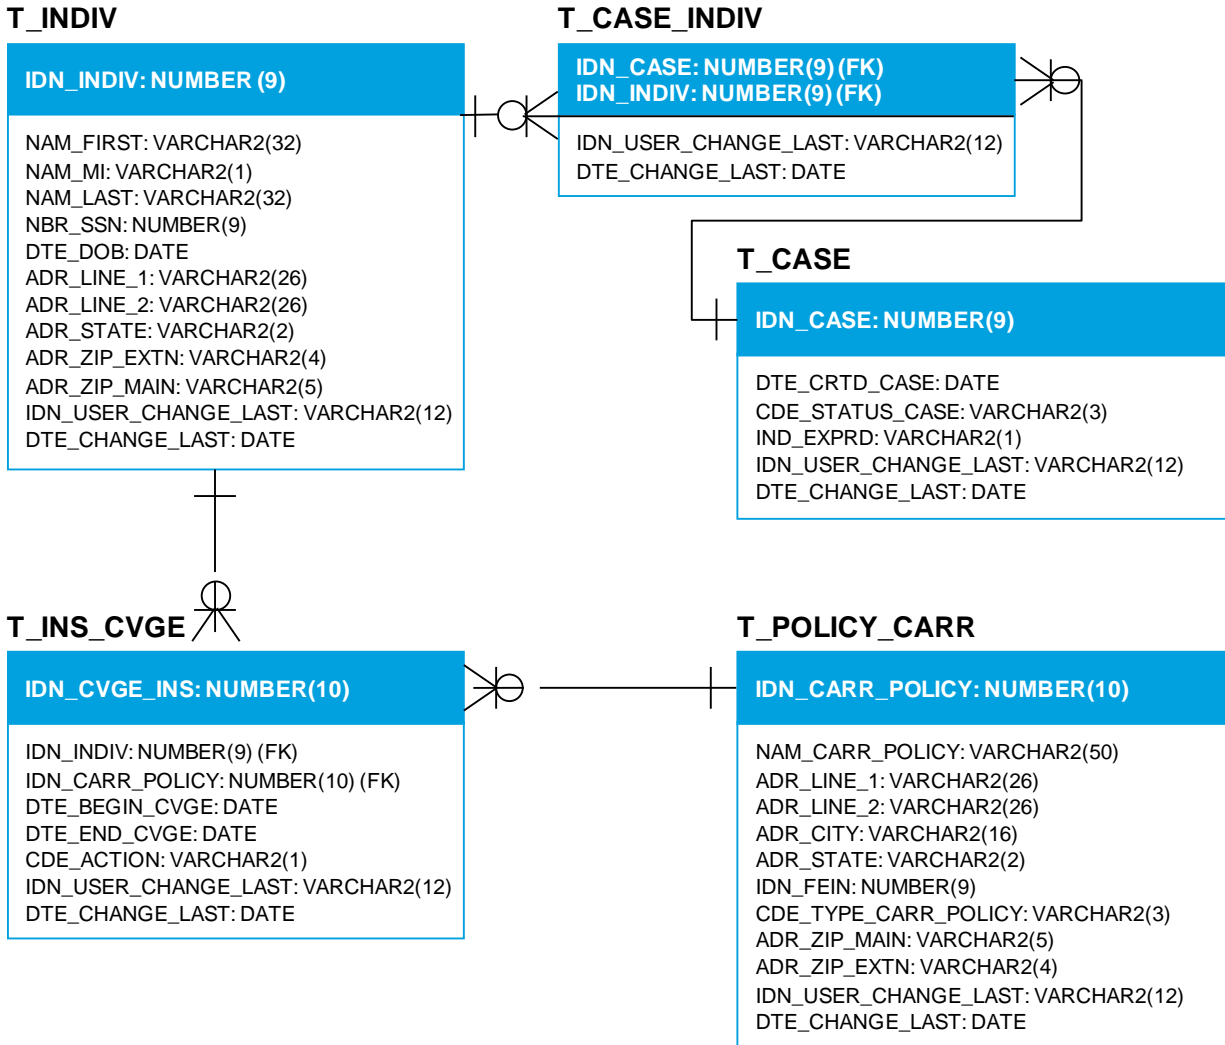 T_INDIV
IDN_INDIV: NUMBER (9)
NAM_FIRST: VARCHAR2(32)
NAM_MI: VARCHAR2(1)
NAM_LAST: VARCHAR2(32)
NBR_SSN: NUMBER(9)
DTE_DOB: DATE
ADR_LINE_1: VARCHAR2(26)
ADR_LINE_2: VARCHAR2(26)
ADR_STATE: VARCHAR2(2)
ADR_ZIP_EXTN: VARCHAR2(4)
ADR_ZIP_MAIN: VARCHAR2(5)
IDN_USER_CHANGE_LAST: VARCHAR2(12)
DTE_CHANGE_LAST: DATE
T_CASE_INDIV
IDN_CASE: NUMBER(9) (FK)
IDN_INDIV: NUMBER(9) (FK)
IDN_USER_CHANGE_LAST: VARCHAR2(12)
DTE_CHANGE_LAST: DATE
T_CASE
IDN_CASE: NUMBER(9)
DTE_CRTD_CASE: DATE
CDE_STATUS_CASE: VARCHAR2(3)
IND_EXPRD: VARCHAR2(1)
IDN_USER_CHANGE_LAST: VARCHAR2(12)
DTE_CHANGE_LAST: DATE
T_INS_CVGE
IDN_CVGE_INS: NUMBER(10)
IDN_INDIV: NUMBER(9) (FK)
IDN_CARR_POLICY: NUMBER(10) (FK)
DTE_BEGIN_CVGE: DATE
DTE_END_CVGE: DATE
CDE_ACTION: VARCHAR2(1)
IDN_USER_CHANGE_LAST: VARCHAR2(12)
DTE_CHANGE_LAST: DATE
T_POLICY_CARR
IDN_CARR_POLICY: NUMBER(10)
NAM_CARR_POLICY: VARCHAR2(50)
ADR_LINE_1: VARCHAR2(26)
ADR_LINE_2: VARCHAR2(26)
ADR_CITY: VARCHAR2(16)
ADR_STATE: VARCHAR2(2)
IDN_FEIN: NUMBER(9)
CDE_TYPE_CARR_POLICY: VARCHAR2(3)
ADR_ZIP_MAIN: VARCHAR2(5)
ADR_ZIP_EXTN: VARCHAR2(4)
IDN_USER_CHANGE_LAST: VARCHAR2(12)
DTE_CHANGE_LAST: DATE